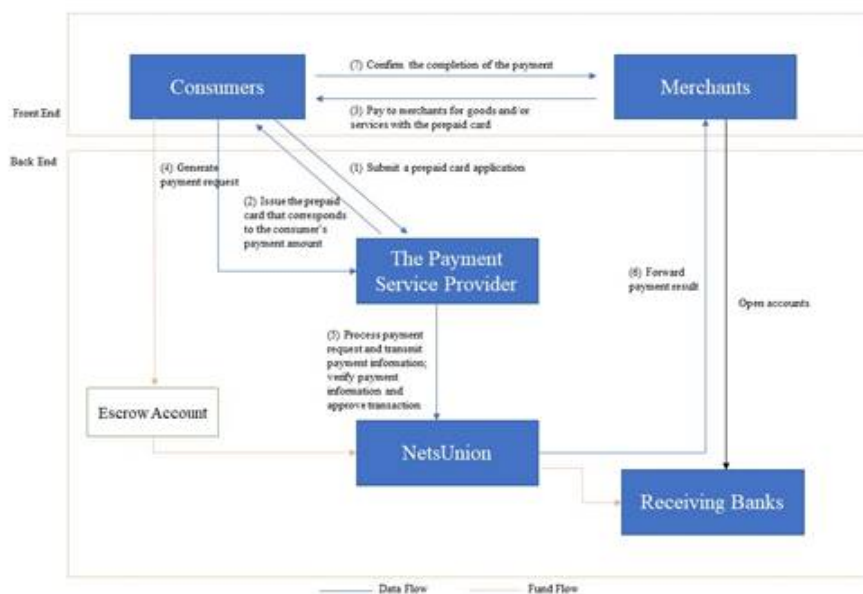 (7) Confirm the completion of the payment
Consumers
Merchants
(3) Pay to merchants for goods and/or
services with the prepaid card
Front End
Back End
(4) Generate
payment request
(1) Submit a prepaid card application
(2) Issue the prepaid
card that corresponds
to the consumer's
payment amount
The Payment
Service Provider
(6) Forward
payment result
Open accounts
(5) Process payment
request and transmit
payment information;
verify payment
information and
approve transaction
Escrow Account
NetsUnion
Receiving Banks
Data Flow
Fund Flow